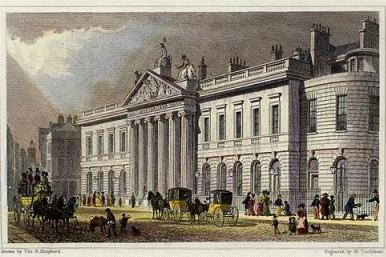 Drawn by Tho. H. Shepherd.
Engraved by W. Tombleson.